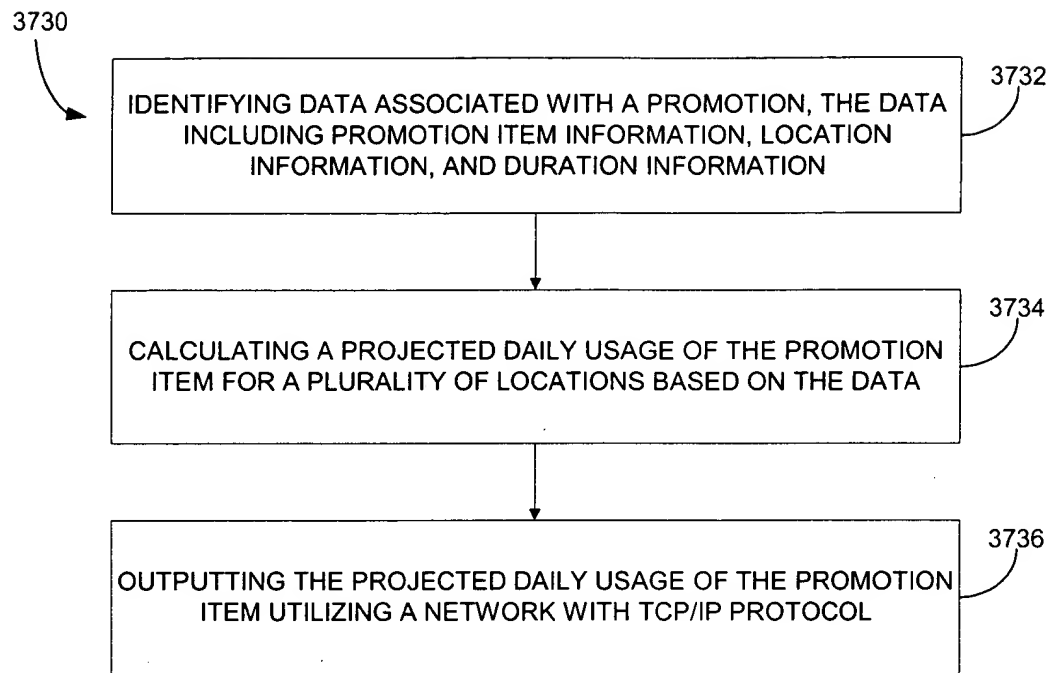 3730
3732
IDENTIFYING DATA ASSOCIATED WITH A PROMOTION, THE DATA
INCLUDING PROMOTION ITEM INFORMATION, LOCATION
INFORMATION, AND DURATION INFORMATION
3734
CALCULATING A PROJECTED DAILY USAGE OF THE PROMOTION
ITEM FOR A PLURALITY OF LOCATIONS BASED ON THE DATA
3736
OUTPUTTING THE PROJECTED DAILY USAGE OF THE PROMOTION
ITEM UTILIZING A NETWORK WITH TCP/IP PROTOCOL